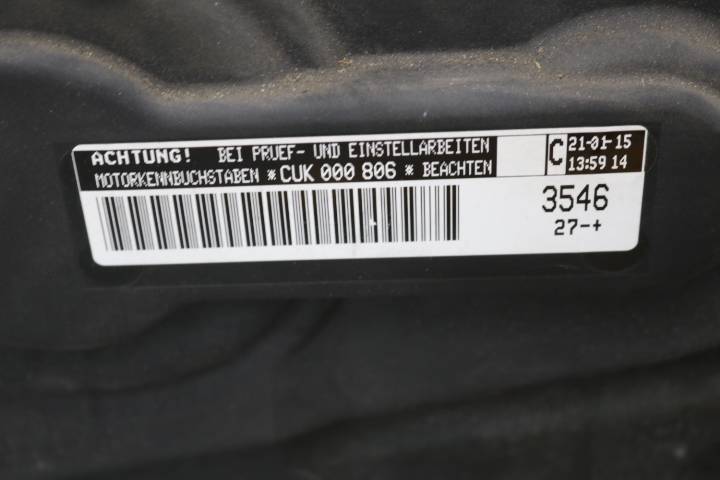 ACHTUNG! BEI PRUEF- UND EINSTELLARBEITEN
MOTORKENNBUCHSTABEN *CUK 000 806* BEACHTEN
C
21-01-15
13:59 14
3546
27-+